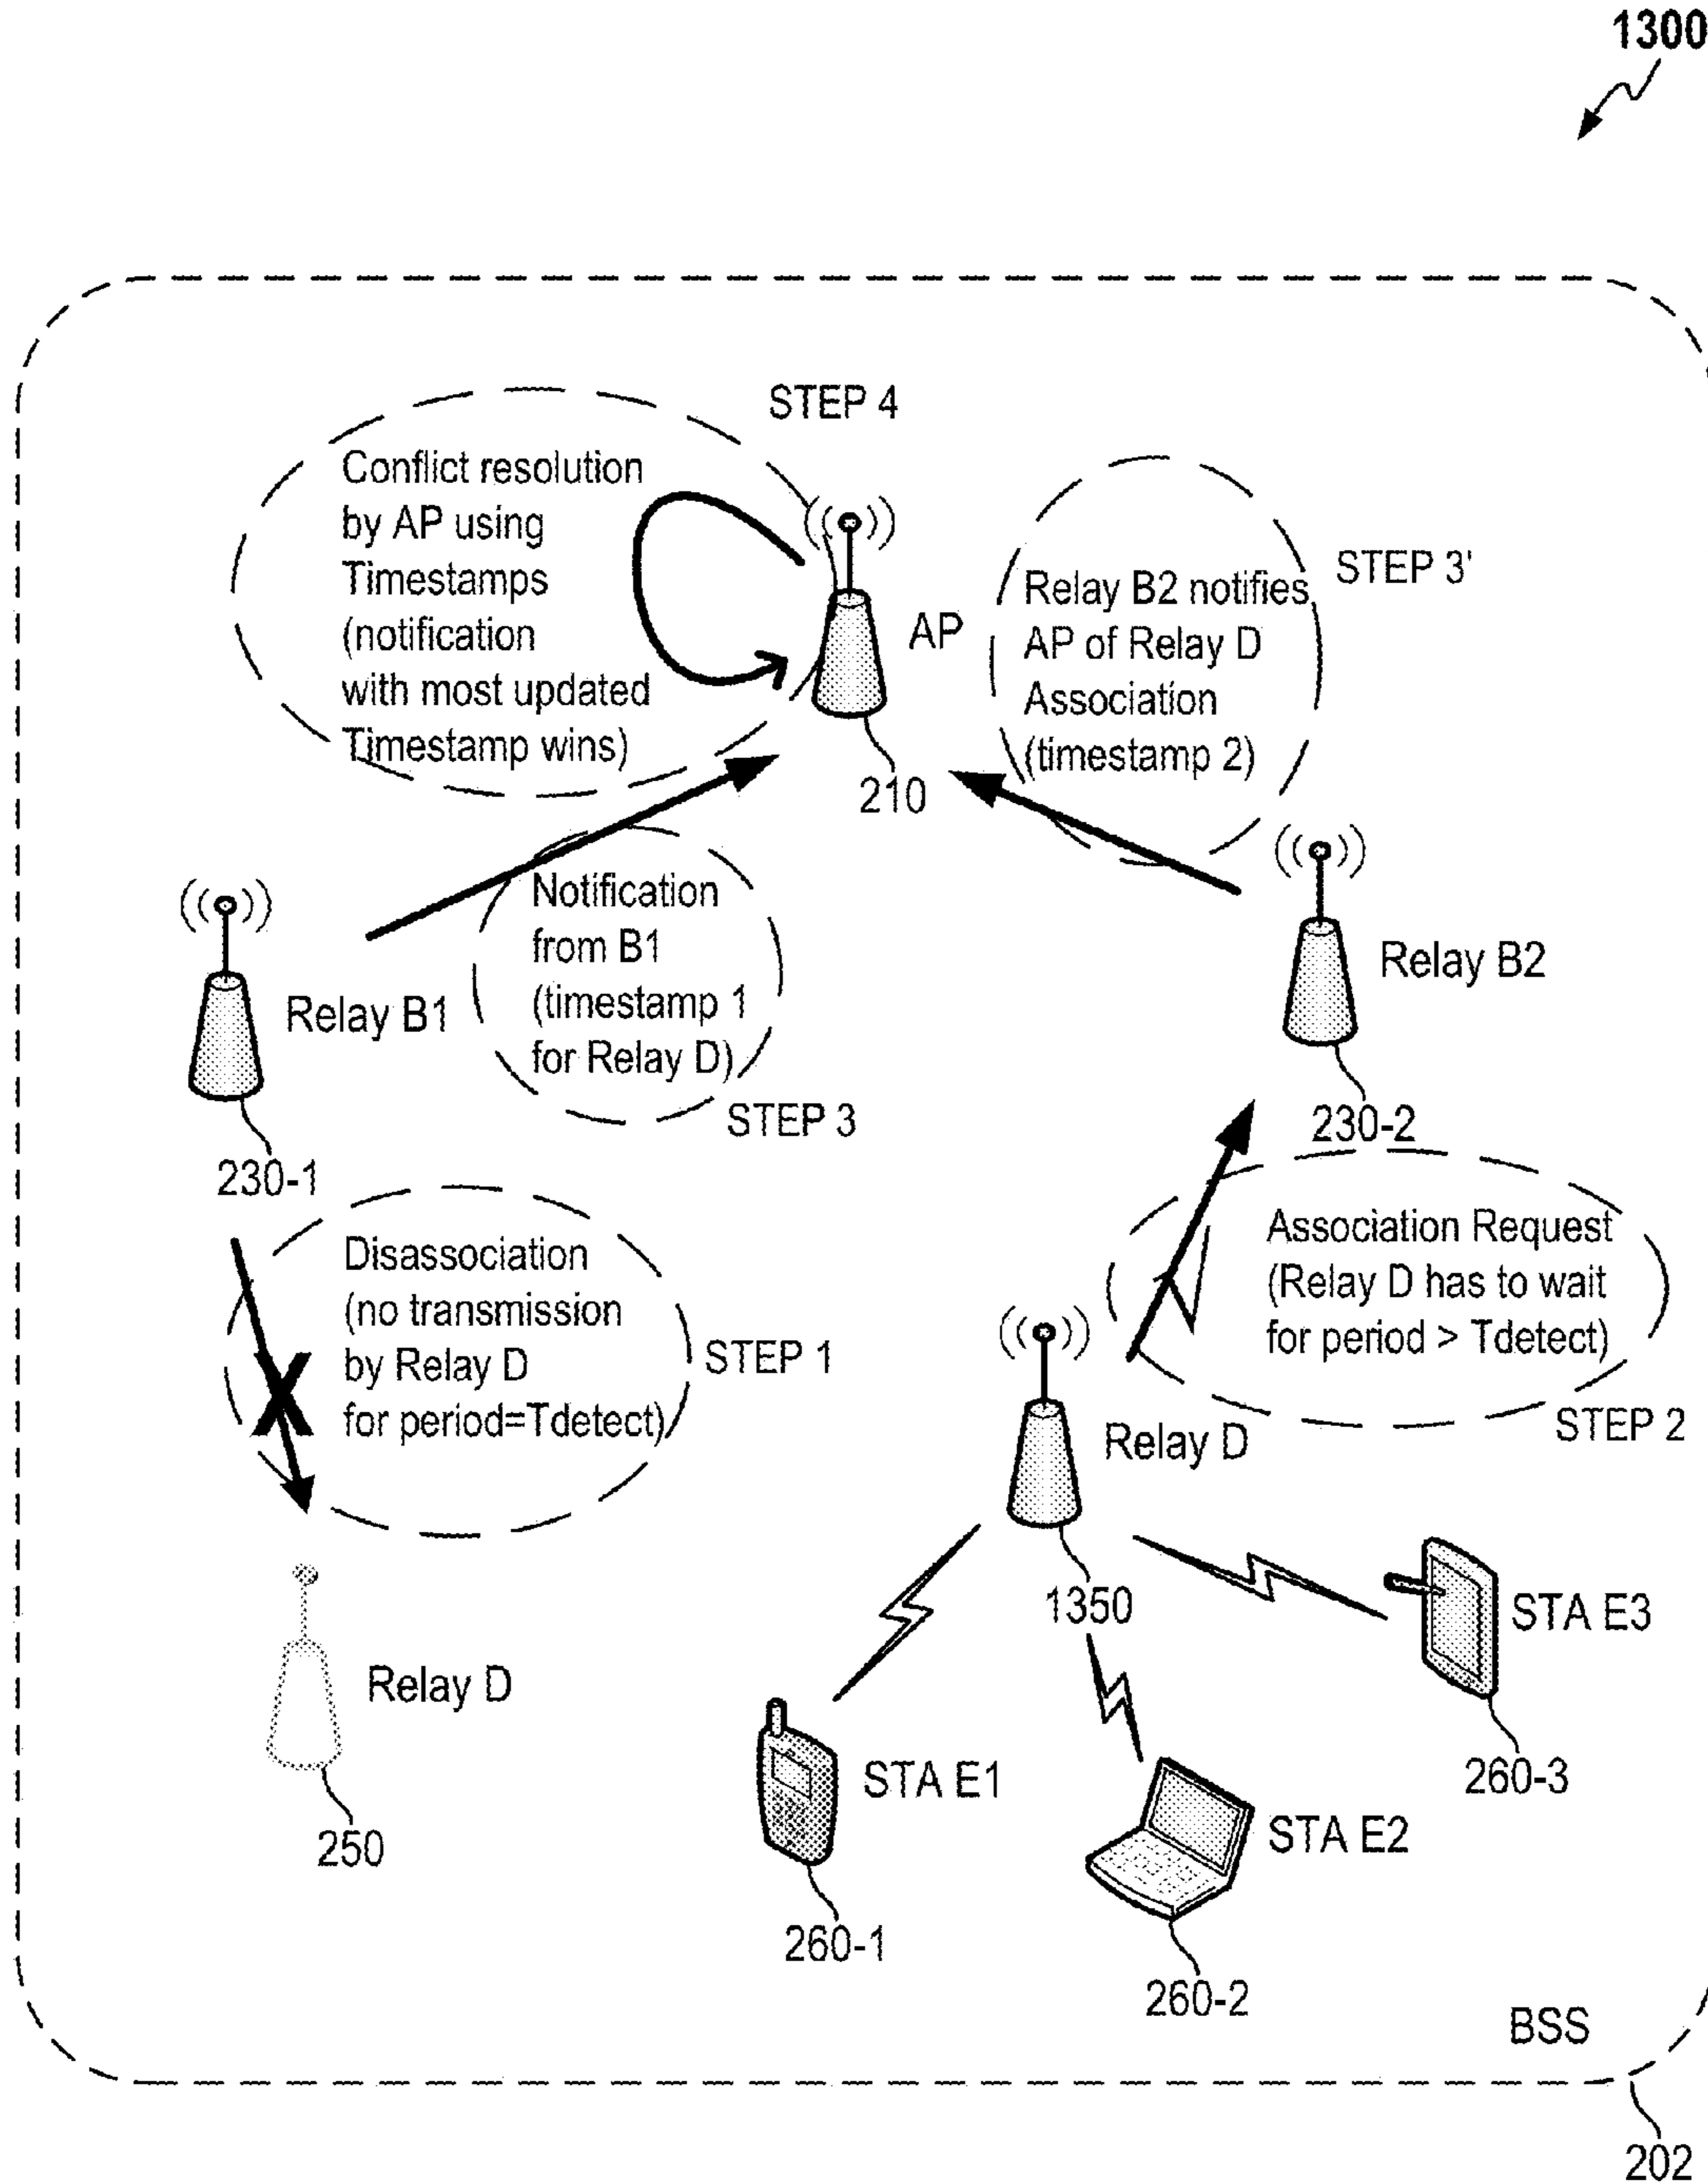 1300
STEP 4
Conflict resolution
by AP using
Timestamps
(notification
with most updated
Timestamp wins)
AP
210
STEP 3'
Relay B2 notifies
AP of Relay D
Association
(timestamp 2)
Relay B1
230-1
Notification
from B1
(timestamp 1
for Relay D)
STEP 3
Relay B2
230-2
Disassociation
(no transmission
by Relay D
for period=Tdetect)
STEP 1
Association Request
(Relay D has to wait
for period > Tdetect)
STEP 2
Relay D
1350
Relay D
250
STA E1
260-1
STA E2
260-2
STA E3
260-3
BSS
202